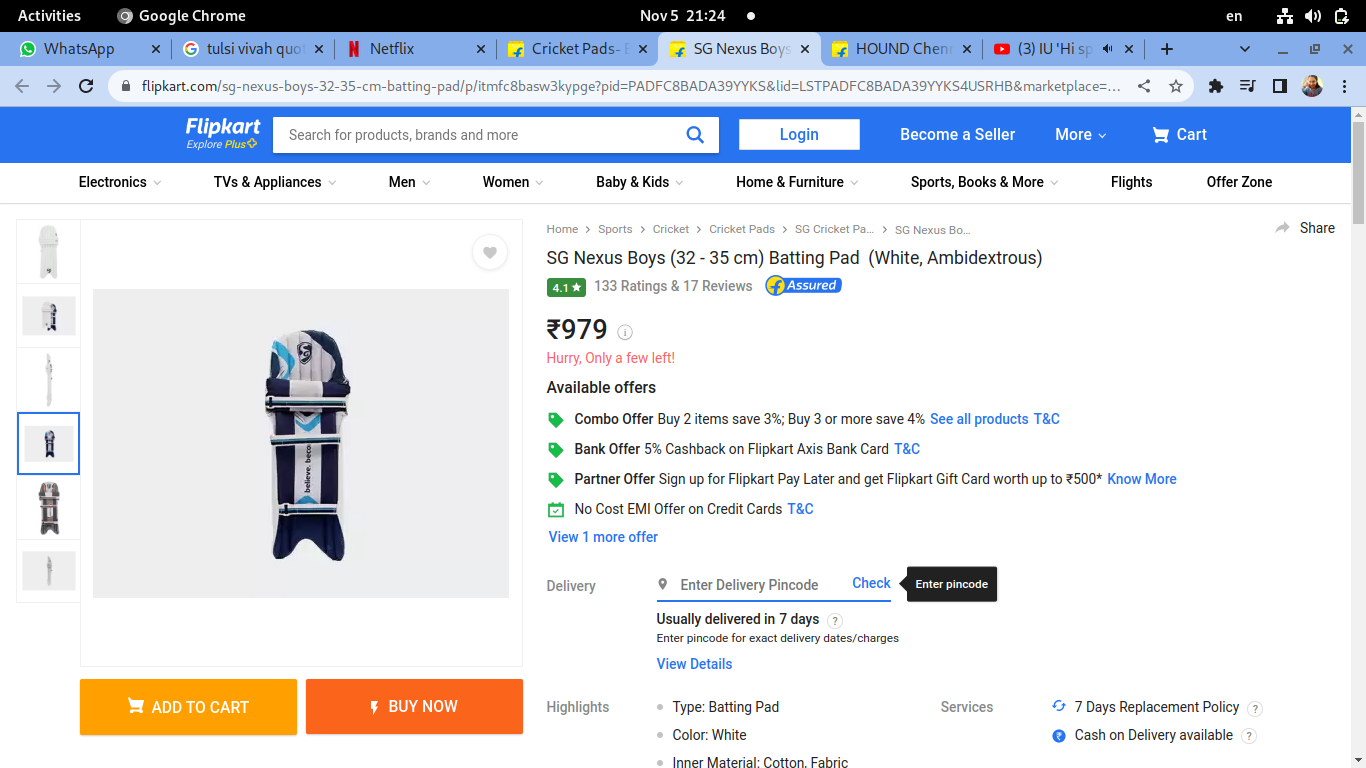 Activities
Google Chrome
Nov 5 21:24
en
WhatsApp
tulsi vivah quot
Netflix
Cricket Pads- B
SG Nexus Boys
HOUND Chenn
(3) IU 'Hi sp
flipkart.com/sg-nexus-boys-32-35-cm-batting-pad/p/itmfc8basw3kypge?pid=PADFC8BADA39YYKS&lid=LSTPADFC8BADA39YYKS4USRHB&marketplace=...
Flipkart
Explore Plus
Search for products, brands and more
Login
Become a Seller
More
Cart
Electronics
TVs & Appliances
Men
Women
Baby & Kids
Home & Furniture
Sports, Books & More
Flights
Offer Zone
Home > Sports > Cricket > Cricket Pads > SG Cricket Pa... > SG Nexus Bo...
Share
SG Nexus Boys (32 - 35 cm) Batting Pad (White, Ambidextrous)
4.1 ★ 133 Ratings & 17 Reviews
Assured
₹979
Hurry, Only a few left!
Available offers
Combo Offer Buy 2 items save 3%; Buy 3 or more save 4% See all products T&C
Bank Offer 5% Cashback on Flipkart Axis Bank Card T&C
Partner Offer Sign up for Flipkart Pay Later and get Flipkart Gift Card worth up to ₹500* Know More
No Cost EMI Offer on Credit Cards T&C
View 1 more offer
SG
believe. beco
Delivery
Enter Delivery Pincode
Check
Enter pincode
Usually delivered in 7 days ?
Enter pincode for exact delivery dates/charges
View Details
ADD TO CART
BUY NOW
Highlights
Type: Batting Pad
Color: White
Inner Material: Cotton, Fabric
Services
7 Days Replacement Policy ?
₹ Cash on Delivery available ?